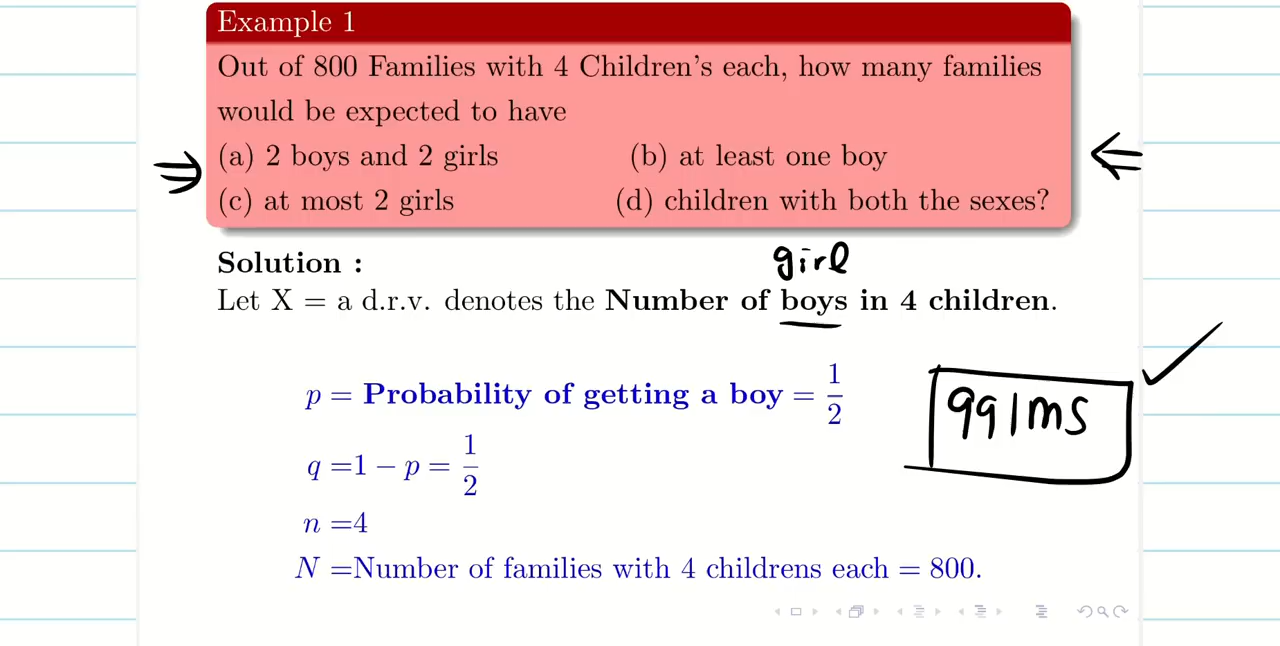 Example 1
Out of 800 Families with 4 Children's each, how many families
would be expected to have
(a) 2 boys and 2 girls (b) at least one boy
(c) at most 2 girls (d) children with both the sexes?
Solution :
girl
Let X = a d.r.v. denotes the Number of boys in 4 children.
p = Probability of getting a boy = 1/2
q =1 − p = 1/2
n =4
N =Number of families with 4 childrens each = 800.